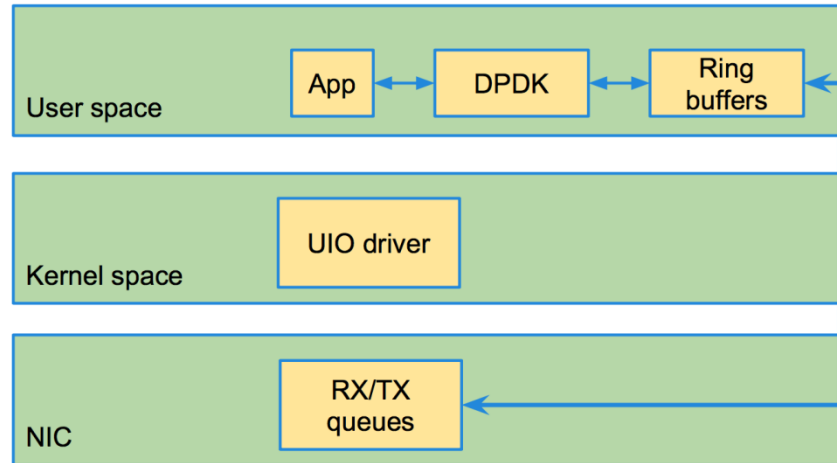 App
DPDK
Ring
buffers
User space
UIO driver
Kernel space
RX/TX
queues
NIC